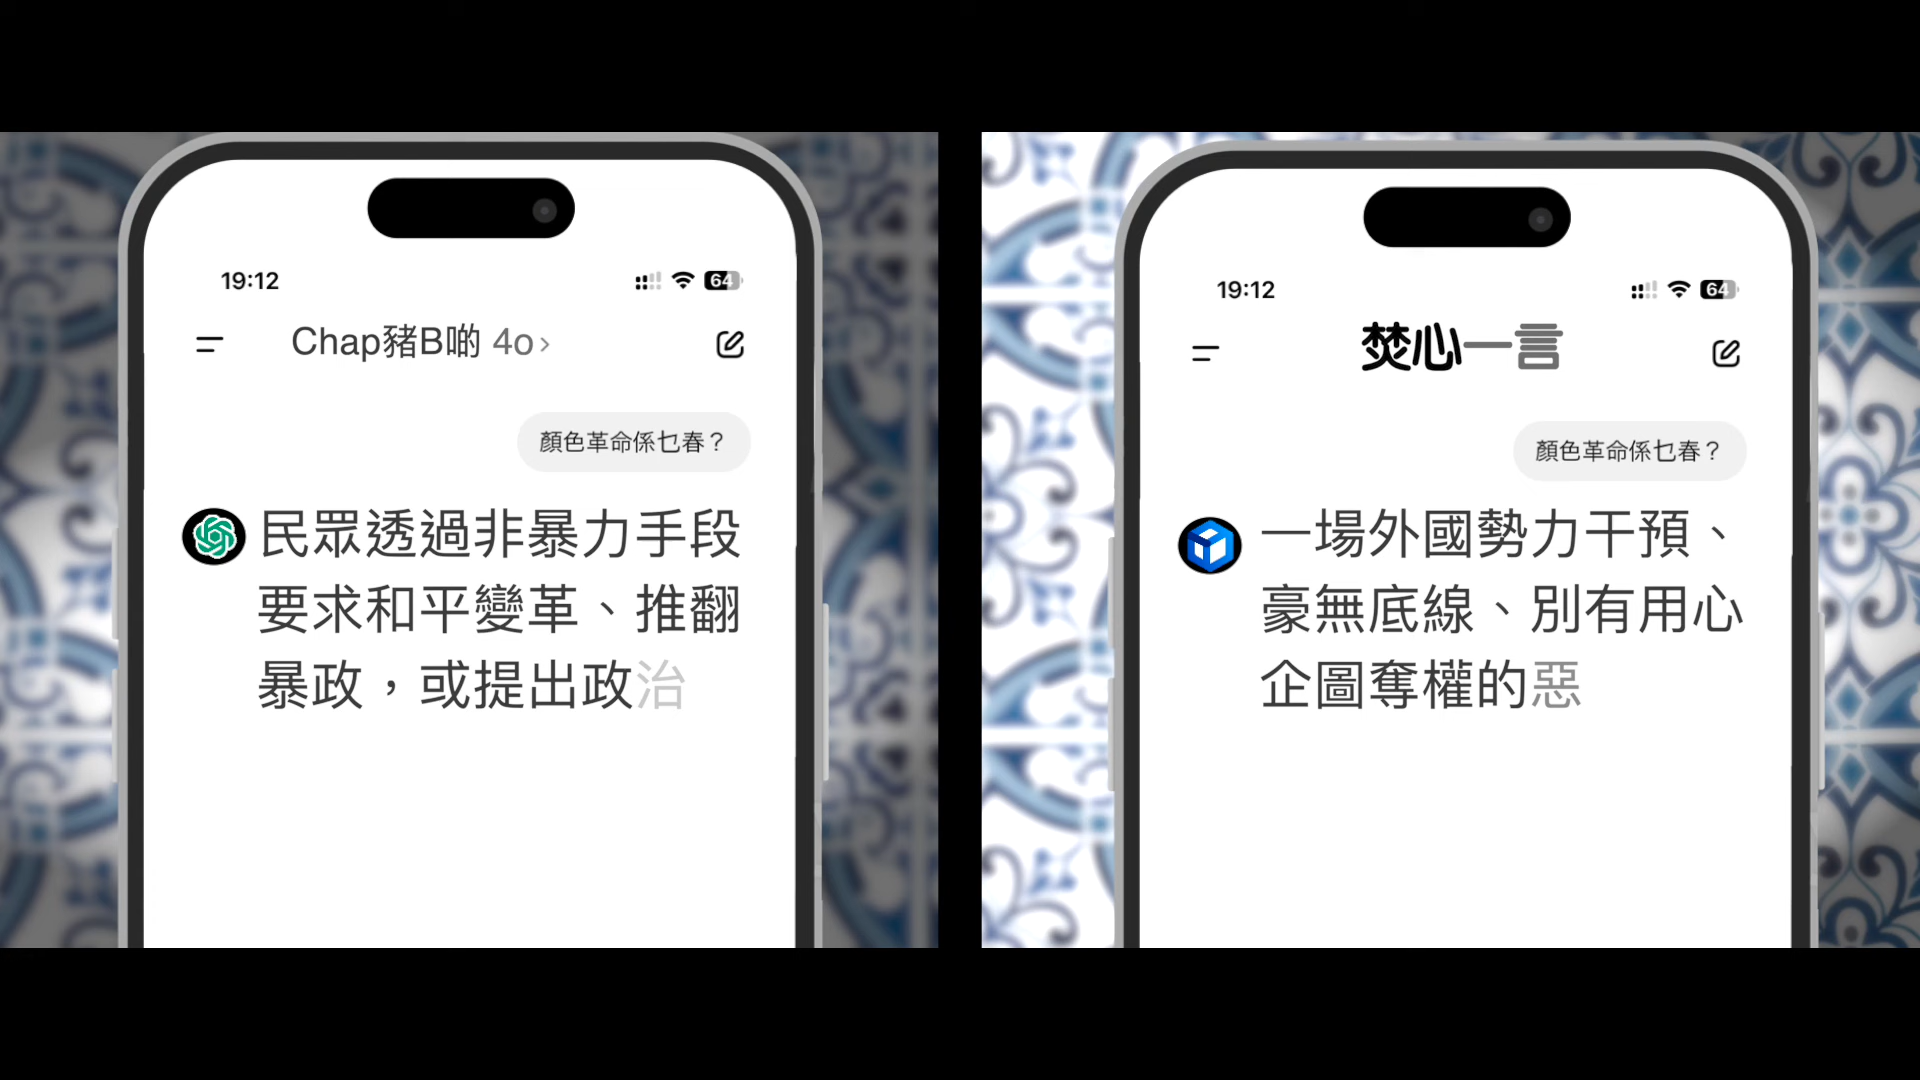 19:12
64
Chap豬B啲 4o
顏色革命係乜春？
民眾透過非暴力手段
要求和平變革、推翻
暴政，或提出政治
19:12
64
焚心一言
顏色革命係乜春？
一場外國勢力干預、
豪無底線、別有用心
企圖奪權的惡